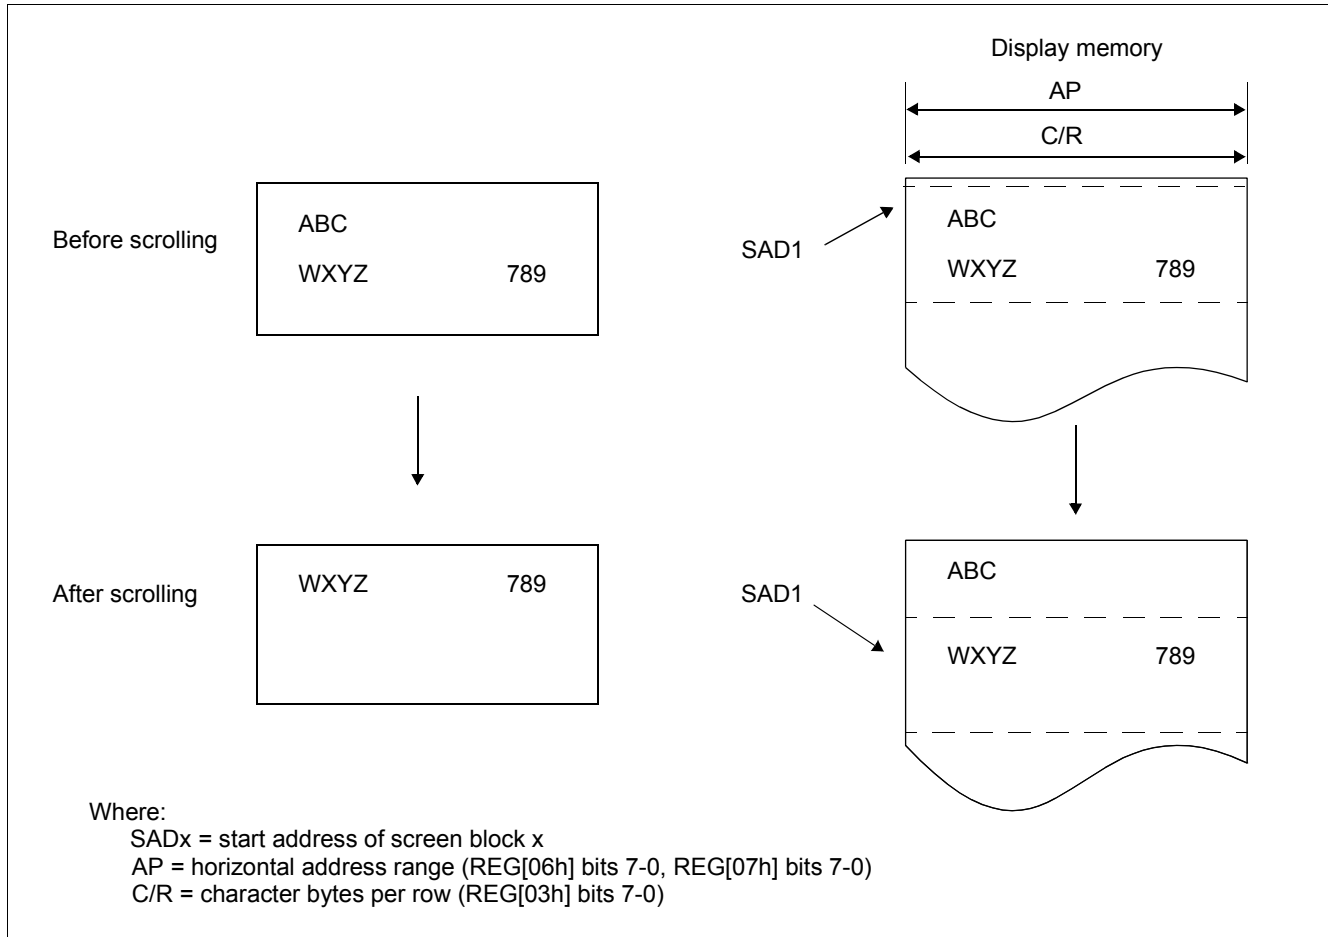 Display memory
AP
C/R
Before scrolling
ABC
WXYZ 789
SAD1
ABC
WXYZ 789
After scrolling
WXYZ 789
SAD1
ABC
WXYZ 789
Where:
SADx = start address of screen block x
AP = horizontal address range (REG[06h] bits 7-0, REG[07h] bits 7-0)
C/R = character bytes per row (REG[03h] bits 7-0)